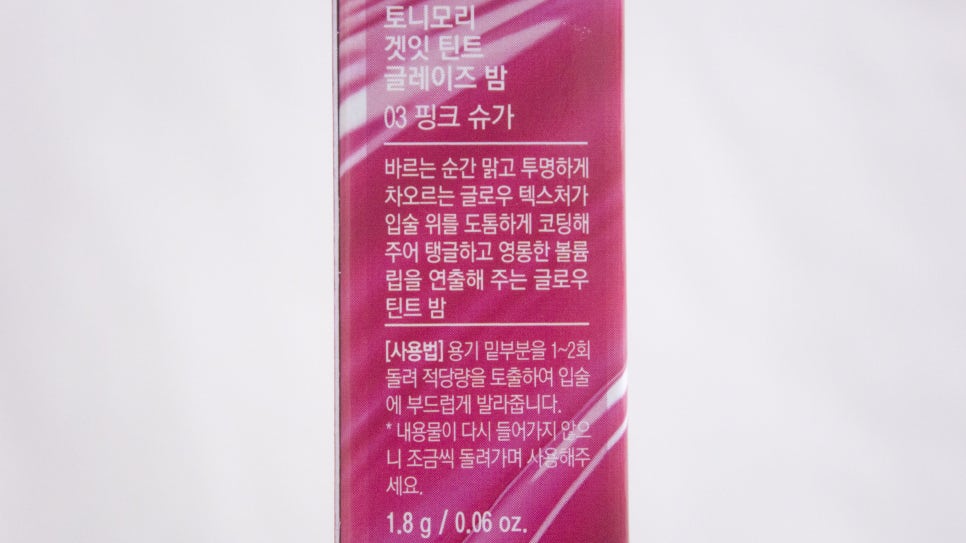 토니모리
겟잇 틴트
글레이즈 밤
03 핑크 슈가
바르는 순간 맑고 투명하게
차오르는 글로우 텍스처가
입술 위를 도톰하게 코팅해
주어 탱글하고 영롱한 볼륨
립을 연출해 주는 글로우
틴트 밤
[사용법] 용기 밑부분을 1~2회
돌려 적당량을 토출하여 입술
에 부드럽게 발라줍니다.
* 내용물이 다시 들어가지 않으
니 조금씩 돌려가며 사용해주
세요.
1.8 g / 0.06 oz.